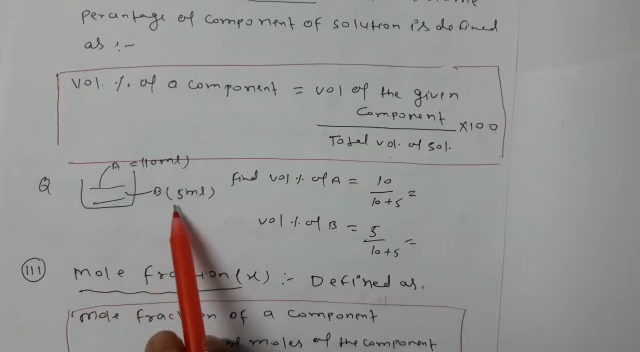 percentage of component of solution is defined
as :-
Vol. % of a component = vol of the given
component
Total vol. of sol. ×100
Q A = (10ml) B (5ml) find vol % of A = 10/10+5 =
vol % of B = 5/10+5 =
(III) mole fraction (x) :- Defined as.
mole fraction of a component
moles of the component